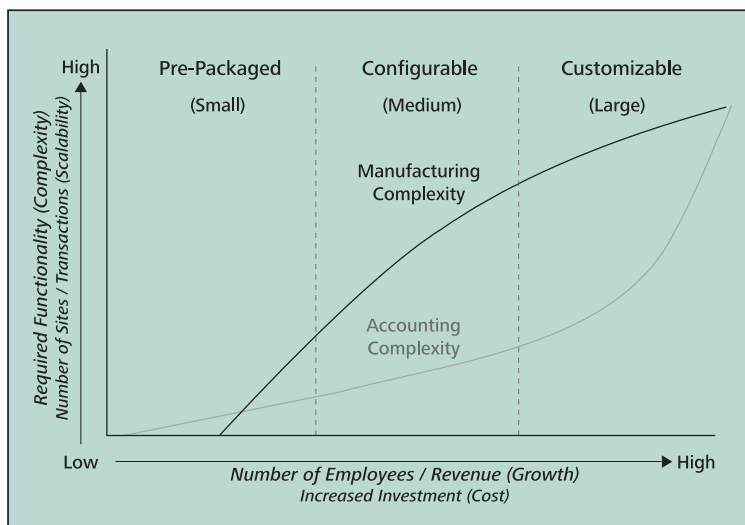 High
Pre-Packaged
(Small)
Configurable
(Medium)
Customizable
(Large)
Required Functionality (Complexity)
Number of Sites / Transactions (Scalability)
Manufacturing
Complexity
Accounting
Complexity
Low
High
Number of Employees / Revenue (Growth)
Increased Investment (Cost)